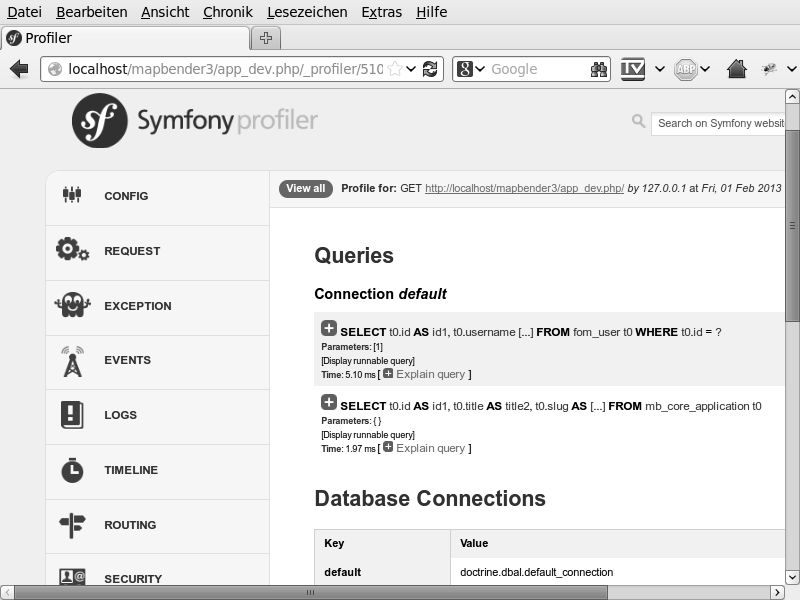 Datei Bearbeiten Ansicht Chronik Lesezeichen Extras Hilfe
sf Profiler
localhost/mapbender3/app_dev.php/_profiler/510
8 Google
TV
ABP
sf Symfony profiler
Search on Symfony websit
View all Profile for: GET http://localhost/mapbender3/app_dev.php/ by 127.0.0.1 at Fri, 01 Feb 2013
CONFIG
REQUEST
EXCEPTION
EVENTS
LOGS
TIMELINE
ROUTING
SECURITY
Queries
Connection default
SELECT t0.id AS id1, t0.username [...] FROM fom_user t0 WHERE t0.id = ?
Parameters: [1]
[Display runnable query]
Time: 5.10 ms [ Explain query ]
SELECT t0.id AS id1, t0.title AS title2, t0.slug AS [...] FROM mb_core_application t0
Parameters: { }
[Display runnable query]
Time: 1.97 ms [ Explain query ]
Database Connections
Key Value
default doctrine.dbal.default_connection